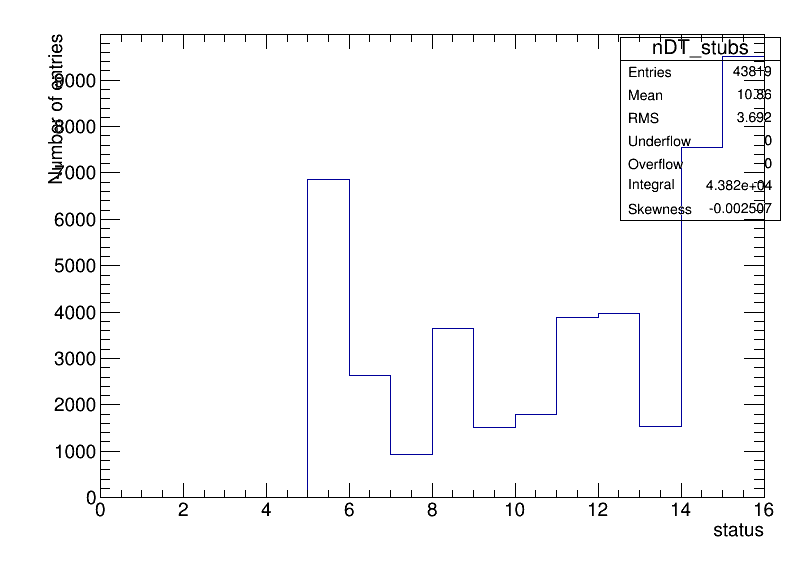 nDT_stubs
Entries 43819
Mean 10.86
RMS 3.692
Underflow 0
Overflow 0
Integral 4.382e+04
Skewness -0.002507
Number of entries
9000
8000
7000
6000
5000
4000
3000
2000
1000
0
0 2 4 6 8 10 12 14 16
status